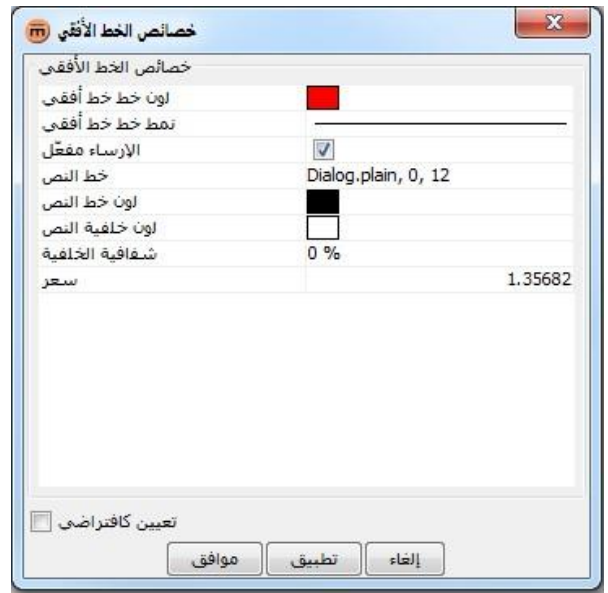 خصائص الخط الأفقي
خصائص الخط الأفقي
لون خط خط أفقي
نمط خط خط أفقي
الإرساء مفعّل
خط النص Dialog.plain, 0, 12
لون خط النص
لون خلفية النص
شفافية الخلفية 0 %
سعر 1.35682
تعيين كافتراضي
موافق تطبيق إلغاء